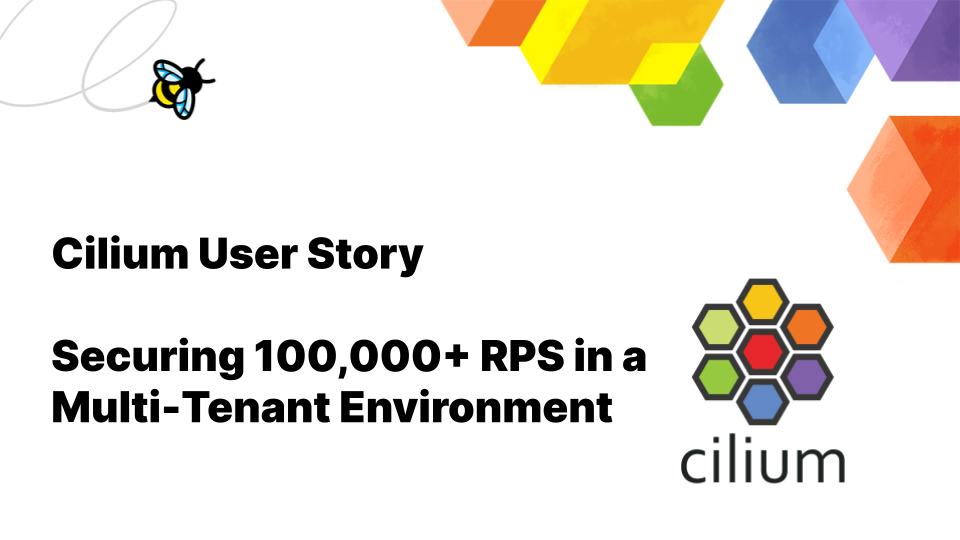 Cilium User Story
Securing 100,000+ RPS in a
Multi-Tenant Environment
cilium